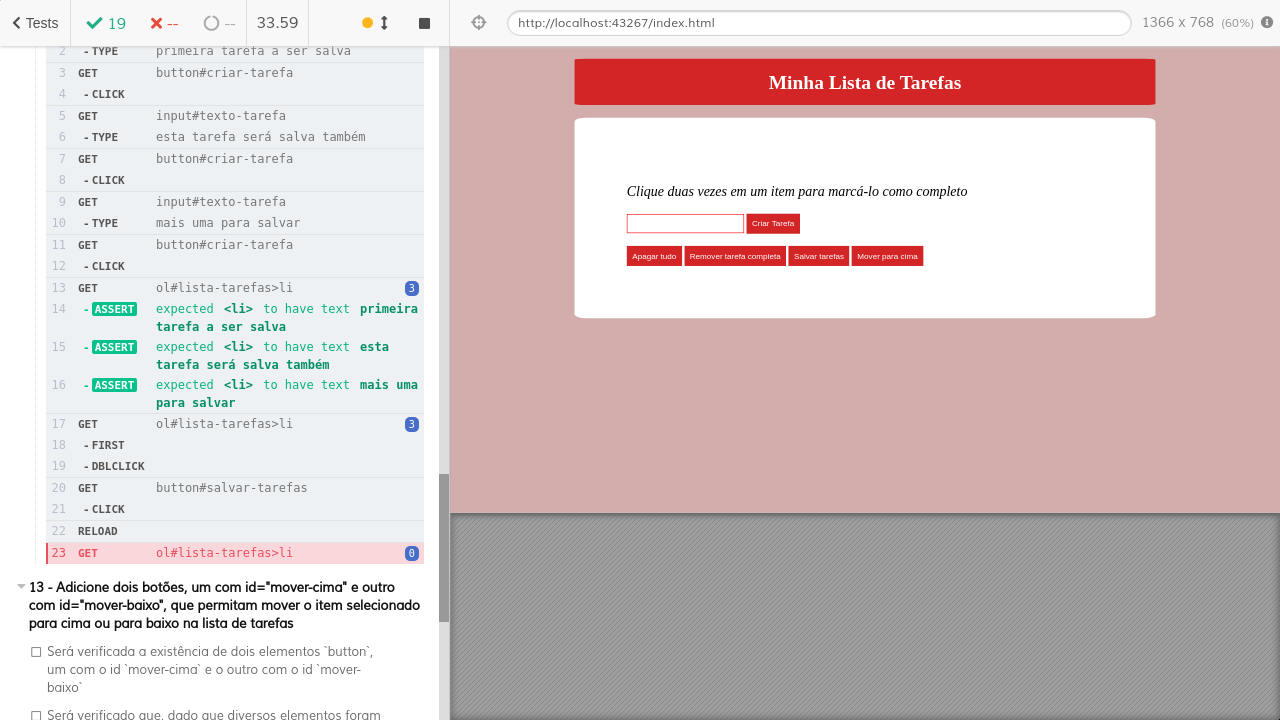 Tests 19 -- -- 33.59
http://localhost:43267/index.html 1366 x 768 (60%)
2 - TYPE primeira tarefa a ser salva
3 GET button#criar-tarefa
4 - CLICK
5 GET input#texto-tarefa
6 - TYPE esta tarefa será salva também
7 GET button#criar-tarefa
8 - CLICK
9 GET input#texto-tarefa
10 - TYPE mais uma para salvar
11 GET button#criar-tarefa
12 - CLICK
13 GET ol#lista-tarefas>li 3
14 - ASSERT expected <li> to have text primeira
tarefa a ser salva
15 - ASSERT expected <li> to have text esta
tarefa será salva também
16 - ASSERT expected <li> to have text mais uma
para salvar
17 GET ol#lista-tarefas>li 3
18 - FIRST
19 - DBLCLICK
20 GET button#salvar-tarefas
21 - CLICK
22 RELOAD
23 GET ol#lista-tarefas>li 0
13 - Adicione dois botões, um com id="mover-cima" e outro
com id="mover-baixo", que permitam mover o item selecionado
para cima ou para baixo na lista de tarefas
Será verificada a existência de dois elementos `button`,
um com o id `mover-cima` e o outro com o id `mover-
baixo`
Será verificado que, dado que diversos elementos foram
Minha Lista de Tarefas
Clique duas vezes em um item para marcá-lo como completo
Criar Tarefa
Apagar tudo Remover tarefa completa Salvar tarefas Mover para cima